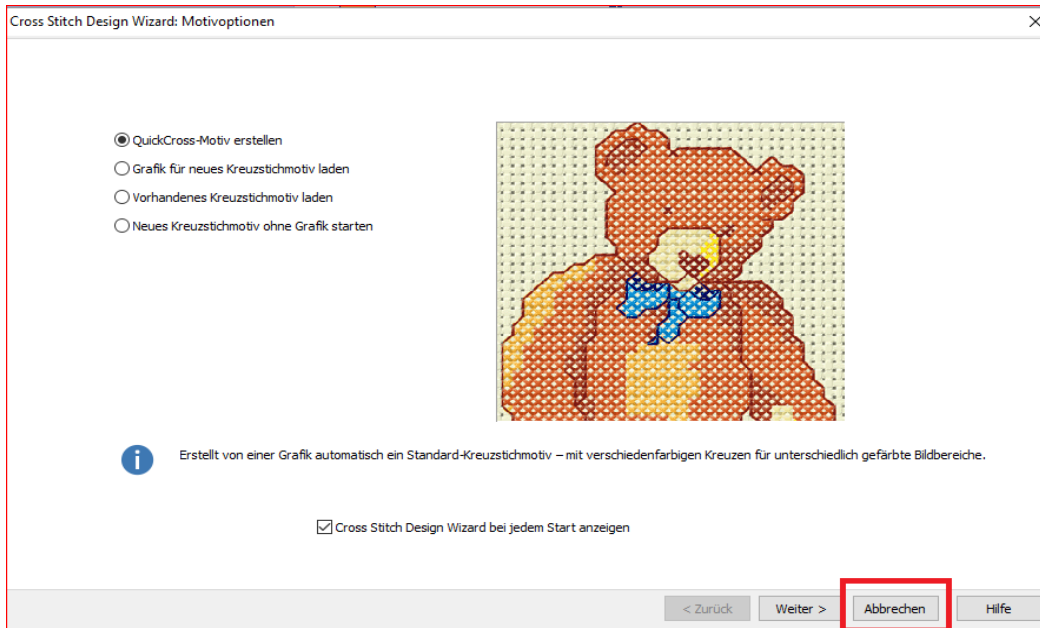 Cross Stitch Design Wizard: Motivoptionen
QuickCross-Motiv erstellen
Grafik für neues Kreuzstichmotiv laden
Vorhandenes Kreuzstichmotiv laden
Neues Kreuzstichmotiv ohne Grafik starten
Erstellt von einer Grafik automatisch ein Standard-Kreuzstichmotiv – mit verschiedenfarbigen Kreuzen für unterschiedlich gefärbte Bildbereiche.
Cross Stitch Design Wizard bei jedem Start anzeigen
< Zurück Weiter > Abbrechen Hilfe